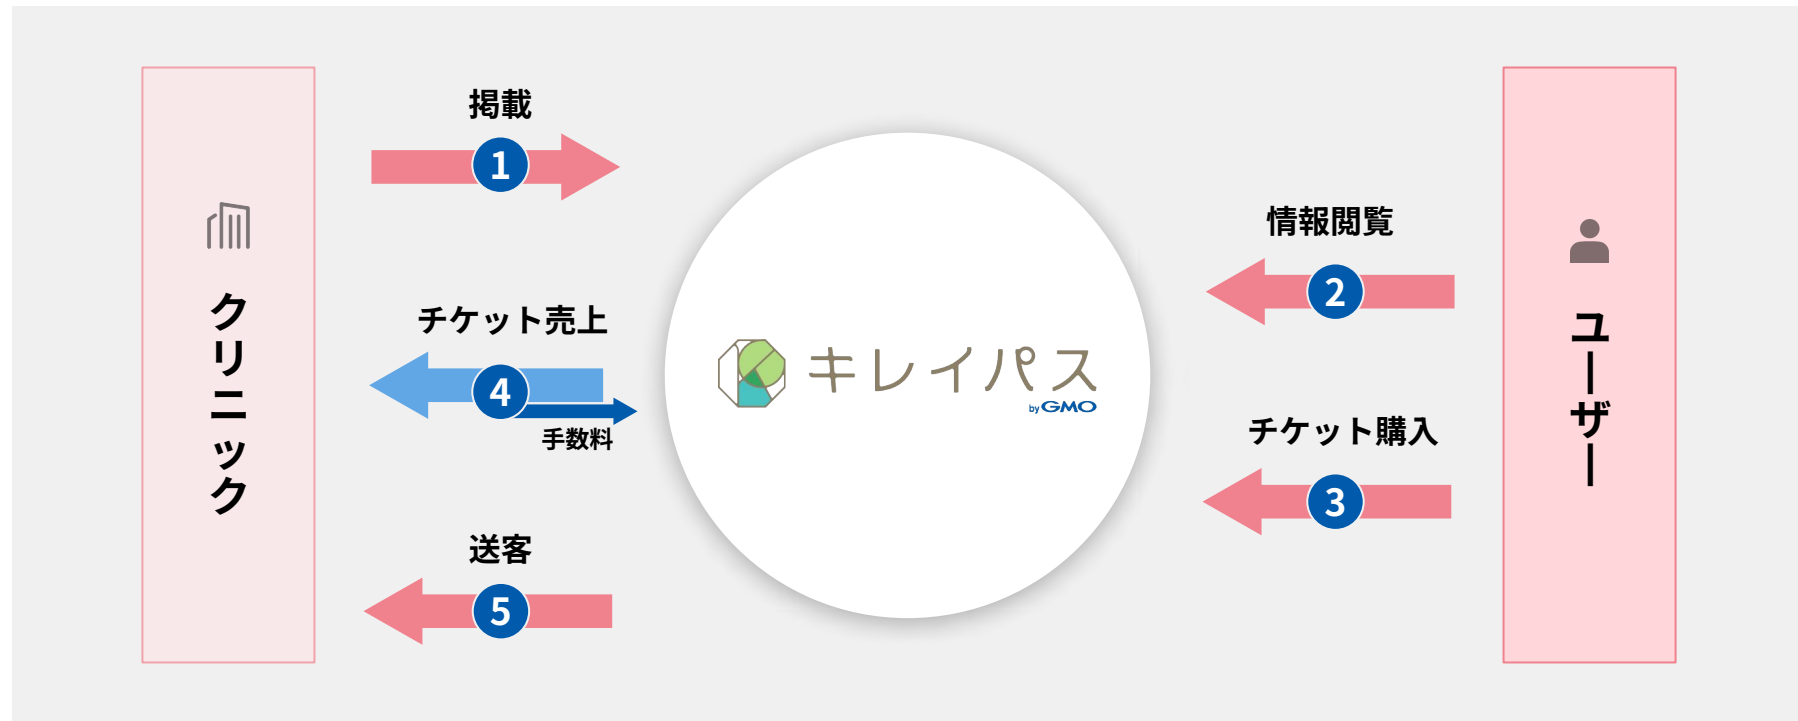 クリニック
掲載
1
チケット売上
4
手数料
送客
5
キレイパス
by GMO
情報閲覧
2
チケット購入
3
ユーザー